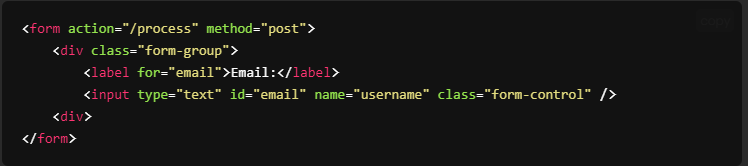 <form action="/process" method="post">
    <div class="form-group">
        <label for="email">Email:</label>
        <input type="text" id="email" name="username" class="form-control" />
    <div>
</form>